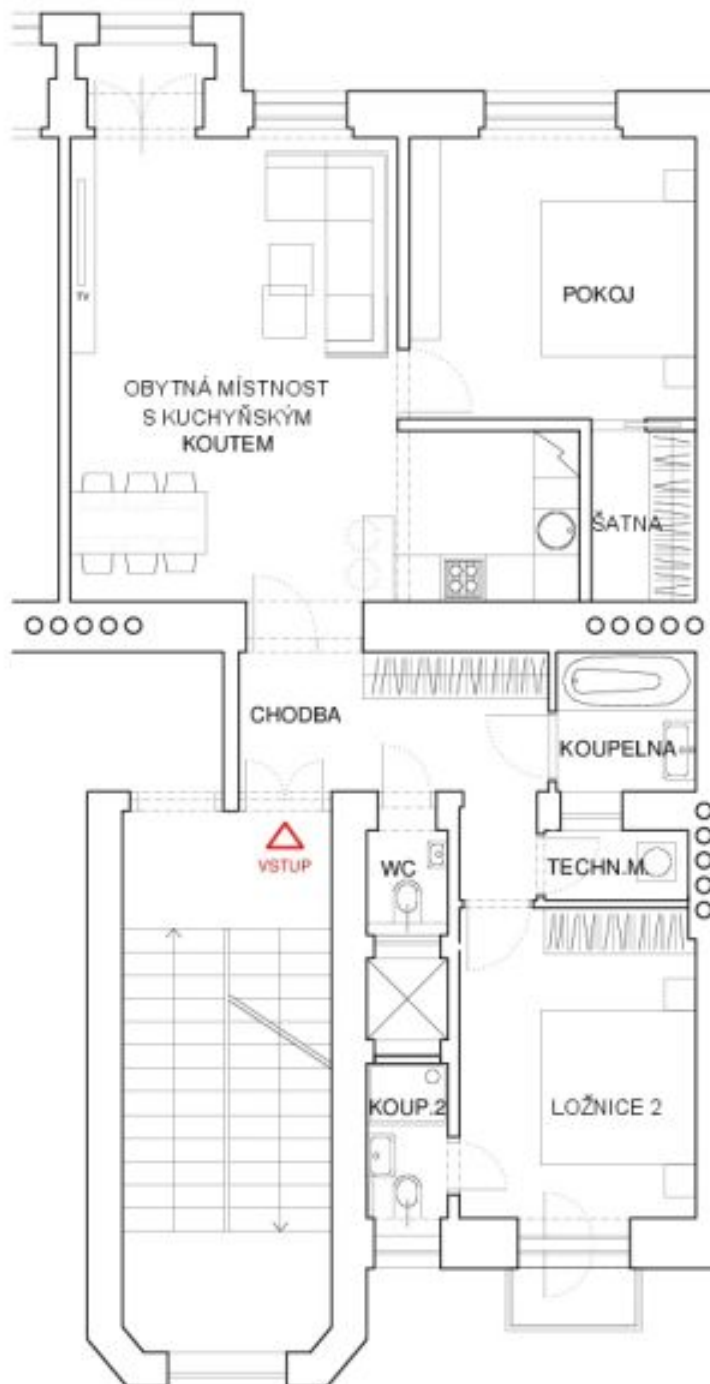 POKOJ
TV
OBYTNÁ MÍSTNOST
S KUCHYŇSKÝM
KOUTEM
ŠATNA
CHODBA
KOUPELNA
VSTUP
WC
TECHN.M.
KOUP.2
LOŽNICE 2